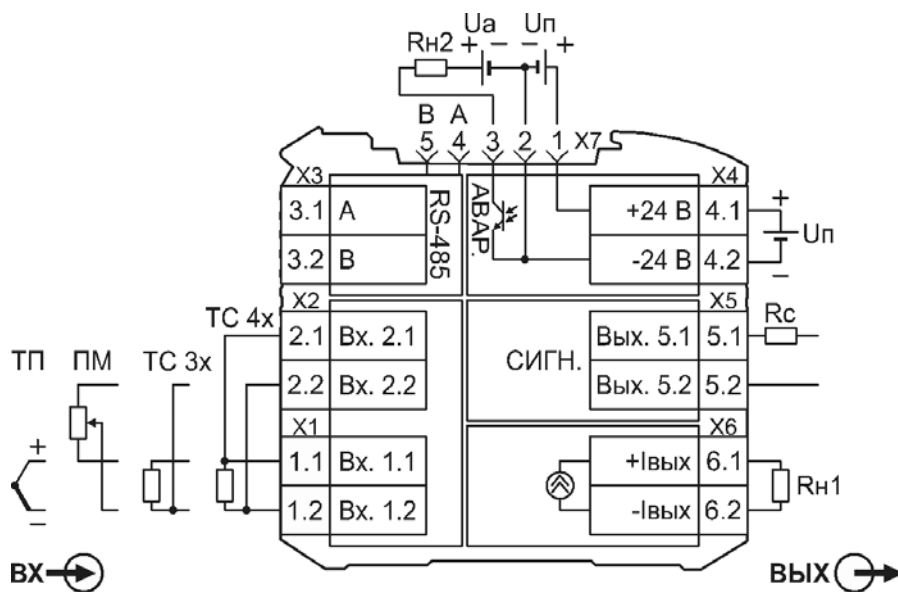 Uа Uп
Rн2 + − − +
B A
5 4 3 2 1 X7
X3 X4
3.1 A RS-485 АВАР. +24 В 4.1 + Uп
3.2 B -24 В 4.2 −
X2 X5
ТС 4х 2.1 Вх. 2.1 СИГН. Вых. 5.1 5.1 Rс
ТП ПМ ТС 3х
2.2 Вх. 2.2 Вых. 5.2 5.2
X1 X6
+ 1.1 Вх. 1.1 +Iвых 6.1 Rн1
− 1.2 Вх. 1.2 -Iвых 6.2
ВХ ВЫХ